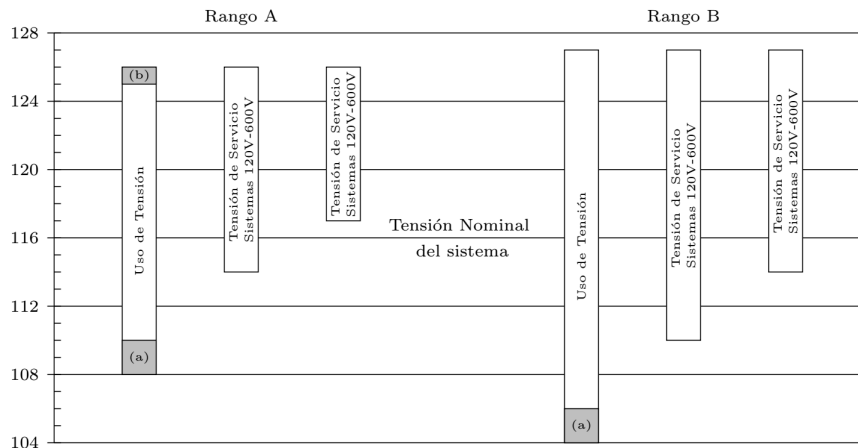 Rango A
Rango B
128
124
120
116
112
108
104
(b)
Uso de Tensión
(a)
Tensión de Servicio
Sistemas 120V-600V
Tensión de Servicio
Sistemas 120V-600V
Tensión Nominal
del sistema
Uso de Tensión
(a)
Tensión de Servicio
Sistemas 120V-600V
Tensión de Servicio
Sistemas 120V-600V